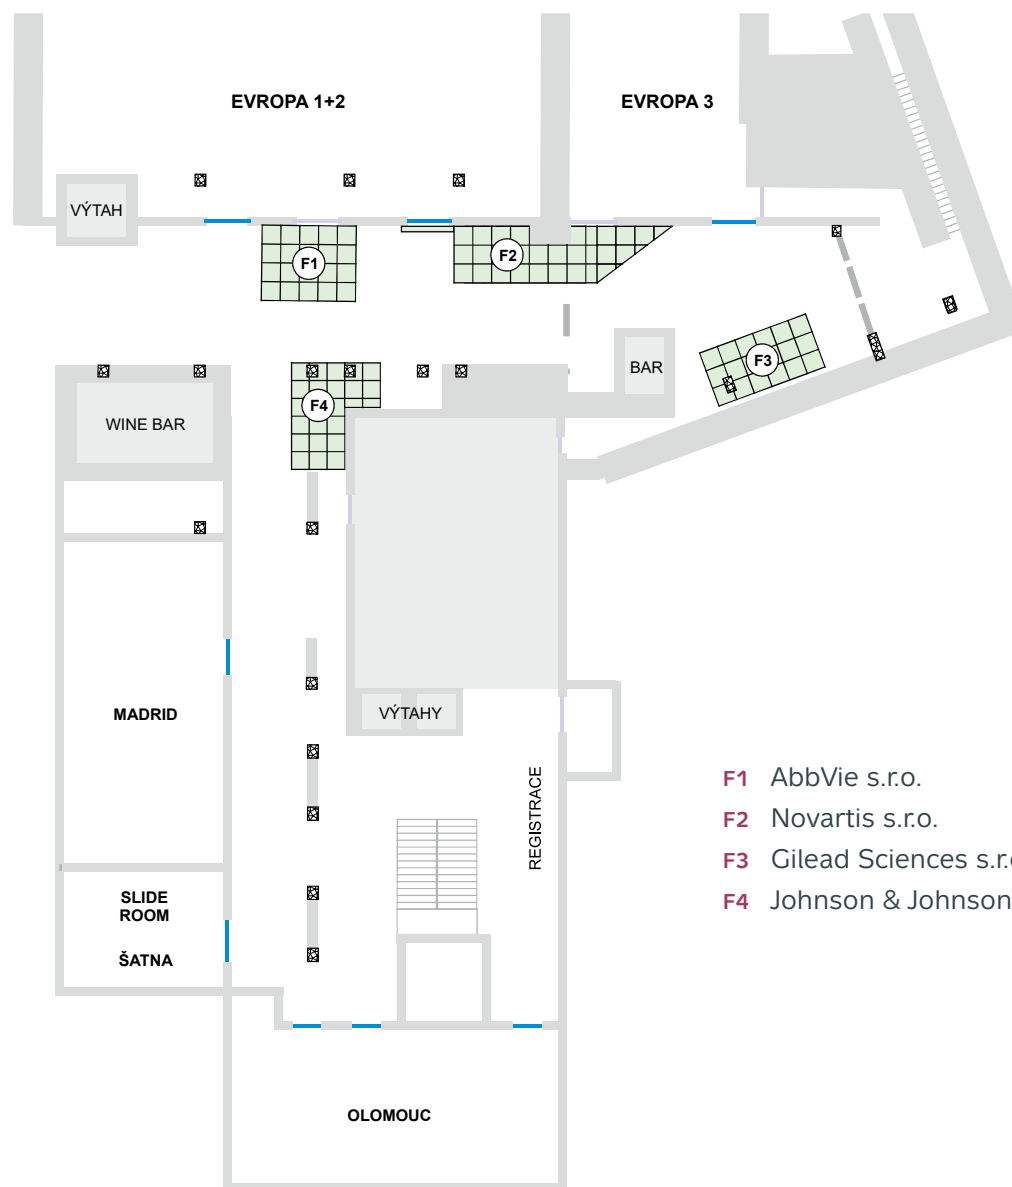 EVROPA 1+2
EVROPA 3
VÝTAH
F1
F2
F3
BAR
F4
WINE BAR
MADRID
VÝTAHY
REGISTRACE
F1 AbbVie s.r.o.
F2 Novartis s.r.o.
F3 Gilead Sciences s.r.o
F4 Johnson & Johnson
SLIDE
ROOM
ŠATNA
OLOMOUC